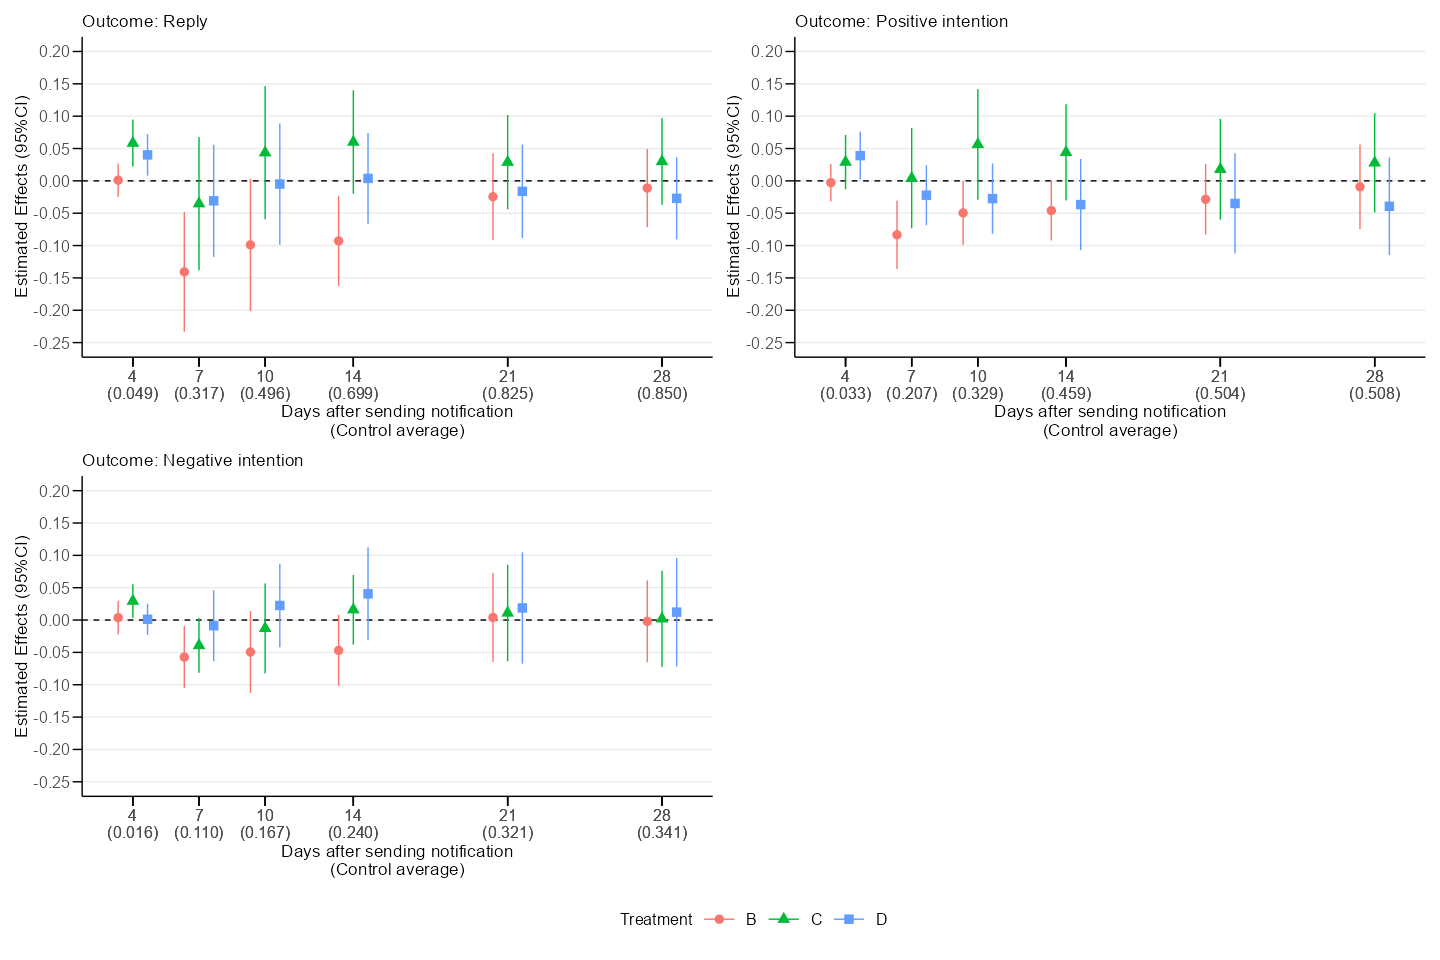 Outcome: Reply
Estimated Effects (95%CI)
0.20
0.15
0.10
0.05
0.00
-0.05
-0.10
-0.15
-0.20
-0.25
4 7 10 14 21 28
(0.049) (0.317) (0.496) (0.699) (0.825) (0.850)
Days after sending notification
(Control average)
Outcome: Positive intention
Estimated Effects (95%CI)
0.20
0.15
0.10
0.05
0.00
-0.05
-0.10
-0.15
-0.20
-0.25
4 7 10 14 21 28
(0.033) (0.207) (0.329) (0.459) (0.504) (0.508)
Days after sending notification
(Control average)
Outcome: Negative intention
Estimated Effects (95%CI)
0.20
0.15
0.10
0.05
0.00
-0.05
-0.10
-0.15
-0.20
-0.25
4 7 10 14 21 28
(0.016) (0.110) (0.167) (0.240) (0.321) (0.341)
Days after sending notification
(Control average)
Treatment B C D